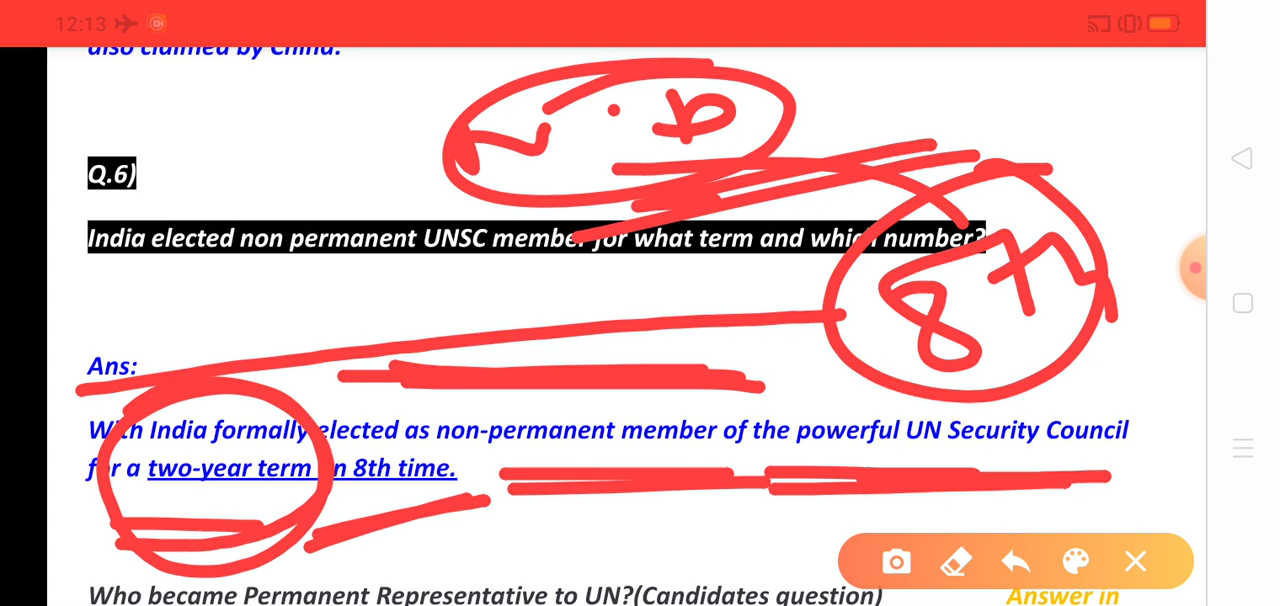 12:13
also claimed by China.
Q.6)
India elected non permanent UNSC member for what term and which number?
8th
Ans:
With India formally elected as non-permanent member of the powerful UN Security Council
for a two-year term in 8th time.
Who became Permanent Representative to UN?(Candidates question) Answer in